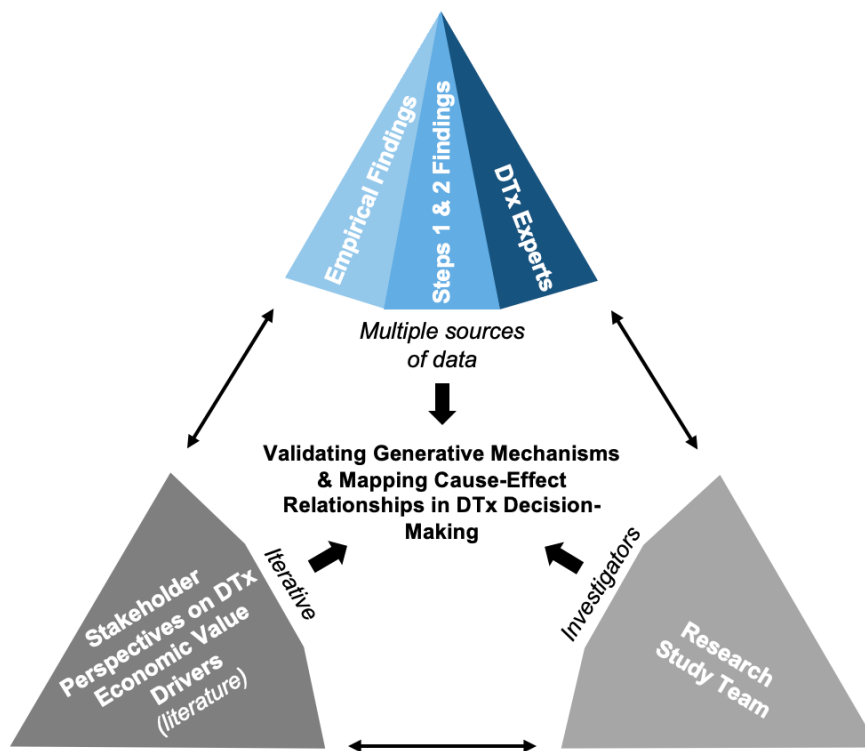 Empirical Findings
Steps 1 & 2 Findings
DTx Experts
Multiple sources
of data
Validating Generative Mechanisms
& Mapping Cause-Effect
Relationships in DTx Decision-
Making
Iterative
Investigators
Stakeholder
Perspectives on DTx
Economic Value
Drivers
(literature)
Research
Study Team